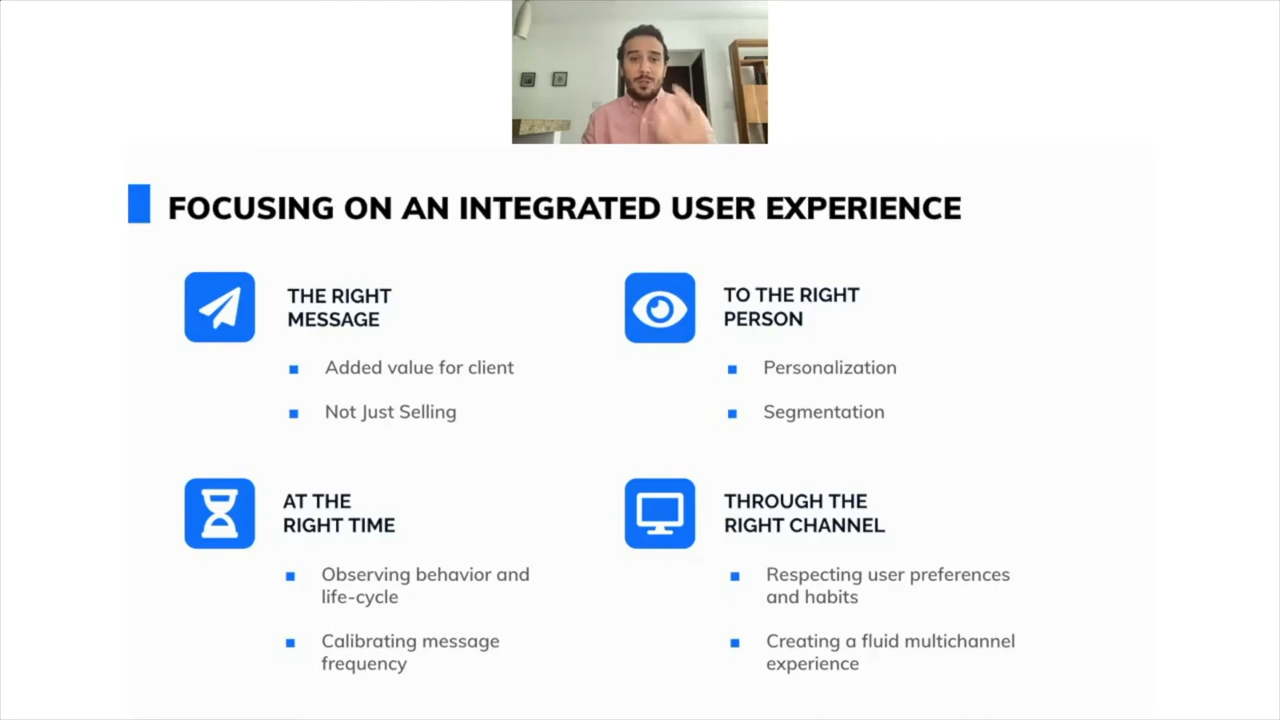 FOCUSING ON AN INTEGRATED USER EXPERIENCE
THE RIGHT
MESSAGE
Added value for client
Not Just Selling
TO THE RIGHT
PERSON
Personalization
Segmentation
AT THE
RIGHT TIME
Observing behavior and
life-cycle
Calibrating message
frequency
THROUGH THE
RIGHT CHANNEL
Respecting user preferences
and habits
Creating a fluid multichannel
experience